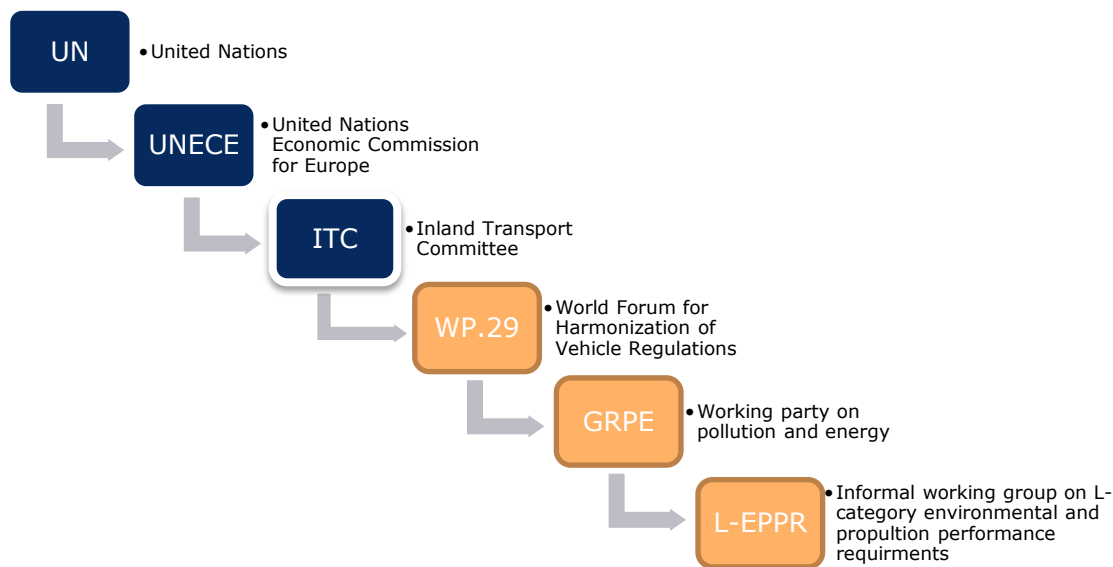 UN
•United Nations
UNECE
•United Nations
Economic Commission
for Europe
ITC
•Inland Transport
Committee
WP.29
•World Forum for
Harmonization of
Vehicle Regulations
GRPE
•Working party on
pollution and energy
L-EPPR
•Informal working group on L-
category environmental and
propultion performance
requirments